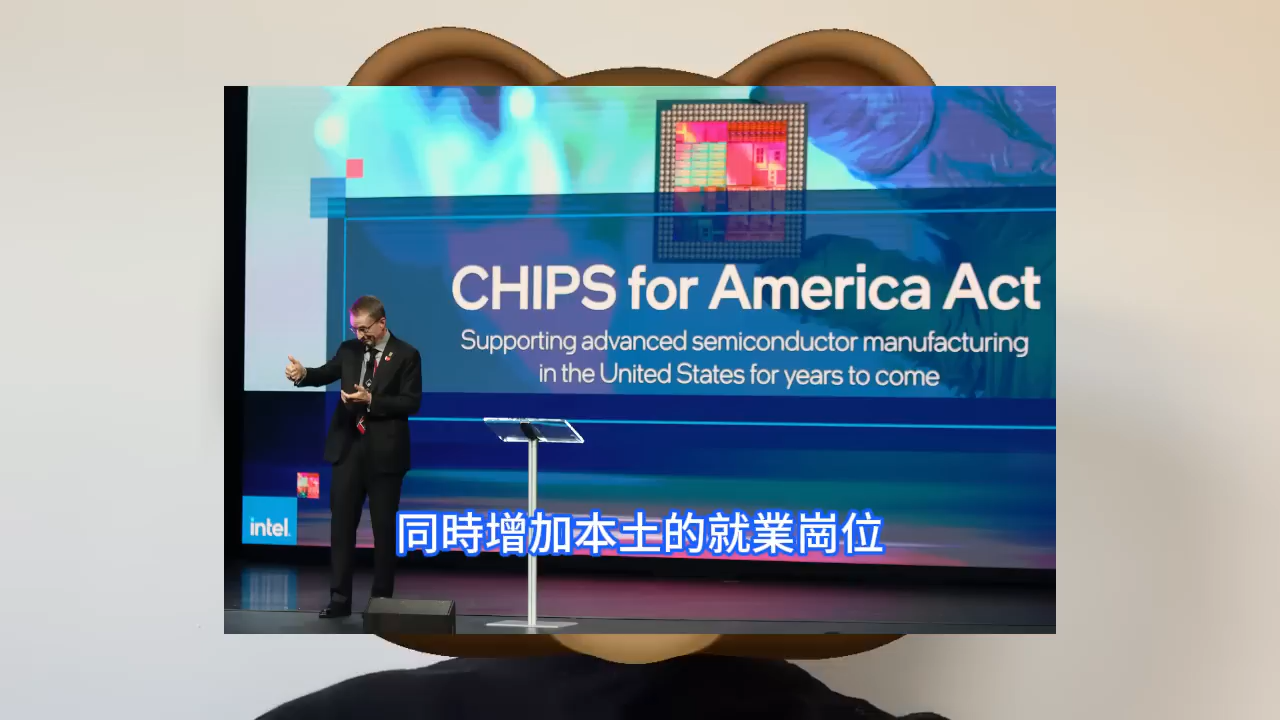 CHIPS for America Act
Supporting advanced semiconductor manufacturing
in the United States for years to come
intel.
同時增加本土的就業崗位